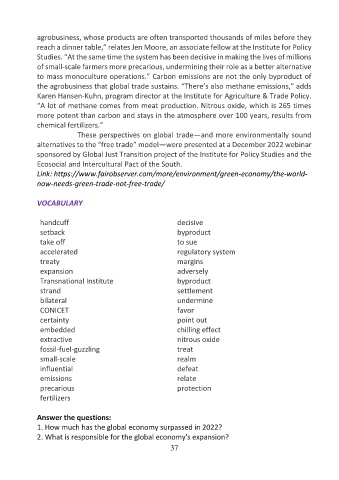 agrobusiness, whose products are often transported thousands of miles before they
reach a dinner table,” relates Jen Moore, an associate fellow at the Institute for Policy
Studies. “At the same time the system has been decisive in making the lives of millions
of small-scale farmers more precarious, undermining their role as a better alternative
to mass monoculture operations.” Carbon emissions are not the only byproduct of
the agrobusiness that global trade sustains. “There’s also methane emissions,” adds
Karen Hansen-Kuhn, program director at the Institute for Agriculture & Trade Policy.
“A lot of methane comes from meat production. Nitrous oxide, which is 265 times
more potent than carbon and stays in the atmosphere over 100 years, results from
chemical fertilizers.”
These perspectives on global trade—and more environmentally sound
alternatives to the “free trade” model—were presented at a December 2022 webinar
sponsored by Global Just Transition project of the Institute for Policy Studies and the
Ecosocial and Intercultural Pact of the South.
Link: https://www.fairobserver.com/more/environment/green-economy/the-world-
now-needs-green-trade-not-free-trade/
VOCABULARY
handcuff
setback
take off
accelerated
treaty
expansion
Transnational Institute
strand
bilateral
CONICET
certainty
embedded
extractive
fossil-fuel-guzzling
small-scale
influential
emissions
precarious
fertilizers
decisive
byproduct
to sue
regulatory system
margins
adversely
byproduct
settlement
undermine
favor
point out
chilling effect
nitrous oxide
treat
realm
defeat
relate
protection
Answer the questions:
1. How much has the global economy surpassed in 2022?
2. What is responsible for the global economy's expansion?
37